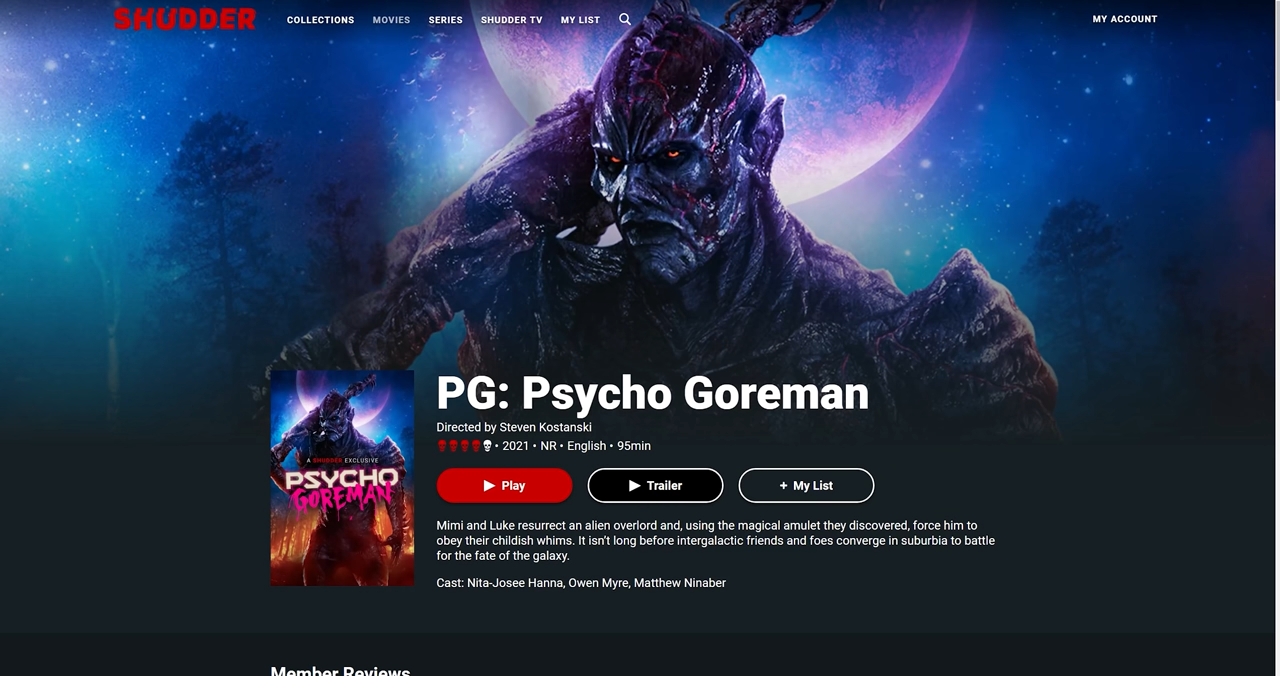 SHUDDER
COLLECTIONS MOVIES SERIES SHUDDER TV MY LIST
MY ACCOUNT
PG: Psycho Goreman
Directed by Steven Kostanski
• 2021 • NR • English • 95min
Play
Trailer
+ My List
Mimi and Luke resurrect an alien overlord and, using the magical amulet they discovered, force him to
obey their childish whims. It isn’t long before intergalactic friends and foes converge in suburbia to battle
for the fate of the galaxy.
Cast: Nita-Josee Hanna, Owen Myre, Matthew Ninaber
A SHUDDER EXCLUSIVE
PSYCHO
GOREMAN
Member Reviews